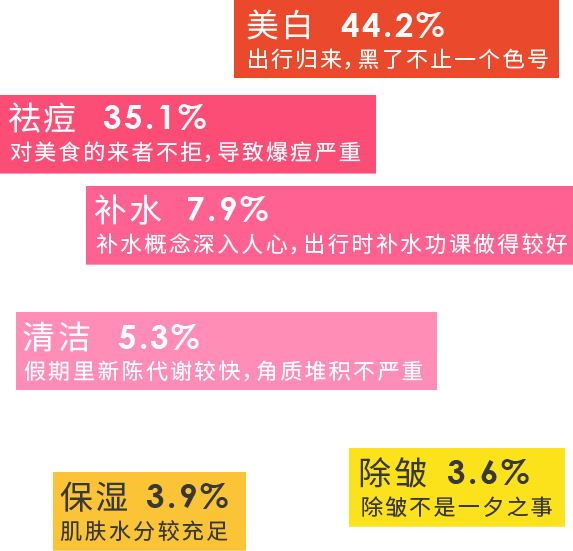 美白 44.2%
出行归来，黑了不止一个色号
祛痘 35.1%
对美食的来者不拒，导致爆痘严重
补水 7.9%
补水概念深入人心，出行时补水功课做得较好
清洁 5.3%
假期里新陈代谢较快，角质堆积不严重
除皱 3.6%
除皱不是一夕之事
保湿 3.9%
肌肤水分较充足